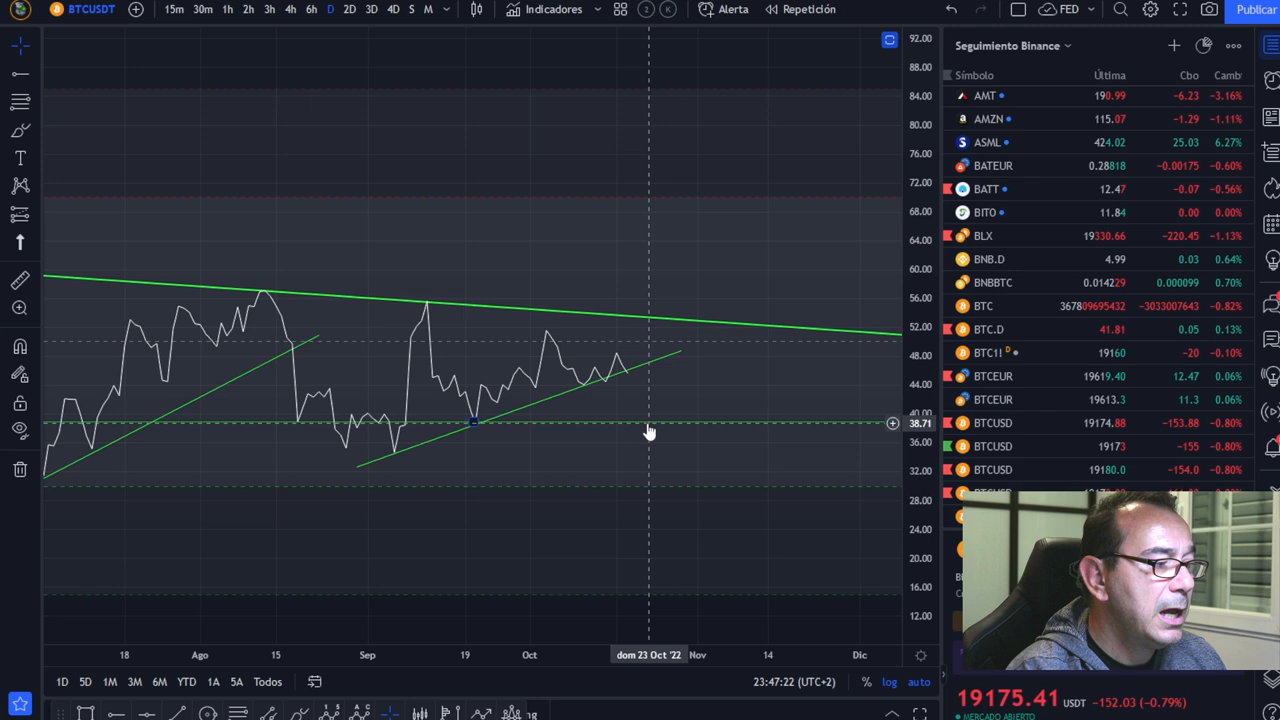 BTCUSDT 15m 30m 1h 2h 3h 4h 6h D 2D 3D 4D S M Indicadores 2 K Alerta Repetición FED Publicar
92.00
88.00
84.00
80.00
76.00
72.00
68.00
64.00
60.00
56.00
52.00
48.00
44.00
40.00
38.71
36.00
32.00
28.00
24.00
20.00
16.00
12.00
18 Ago 15 Sep 19 Oct dom 23 Oct '22 Nov 14 Dic
1D 5D 1M 3M 6M YTD 1A 5A Todos 23:47:22 (UTC+2) % log auto
Seguimiento Binance
Símbolo Última Cbo Camb
AMT 190.99 −6.23 −3.16%
AMZN 115.07 −1.29 −1.11%
ASML 424.02 25.03 6.27%
BATEUR 0.28818 −0.00175 −0.60%
BATT 12.47 −0.07 −0.56%
BITO 11.84 0.00 0.00%
BLX 19330.66 −220.45 −1.13%
BNB.D 4.99 0.03 0.64%
BNBBTC 0.014229 0.000099 0.70%
BTC 367809695432 −3033007643 −0.82%
BTC.D 41.81 0.05 0.13%
BTC1! D 19160 −20 −0.10%
BTCEUR 19619.40 12.47 0.06%
BTCEUR 19613.3 11.3 0.06%
BTCUSD 19174.88 −153.88 −0.80%
BTCUSD 19173 −155 −0.80%
BTCUSD 19180.0 −154.0 −0.80%
19175.41 USDT −152.03 (−0.79%)
MERCADO ABIERTO